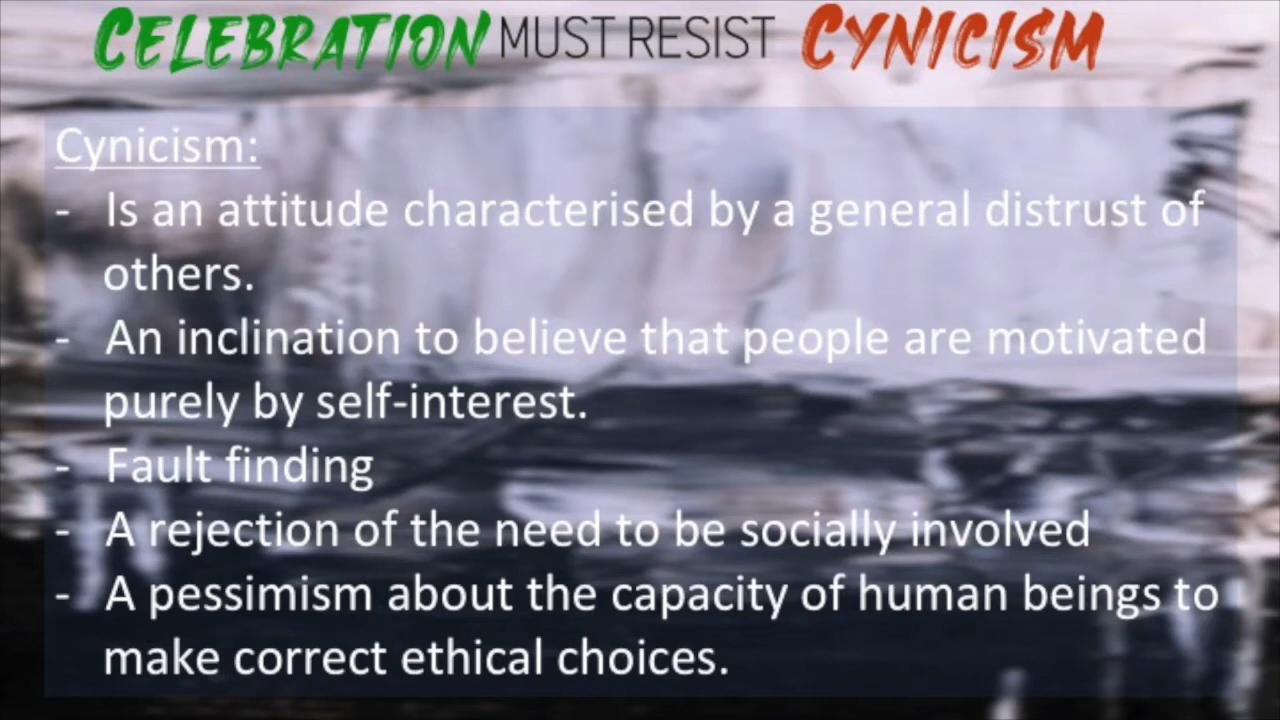 CELEBRATION MUST RESIST CYNICISM
Cynicism:
- Is an attitude characterised by a general distrust of
others.
- An inclination to believe that people are motivated
purely by self-interest.
- Fault finding
- A rejection of the need to be socially involved
- A pessimism about the capacity of human beings to
make correct ethical choices.